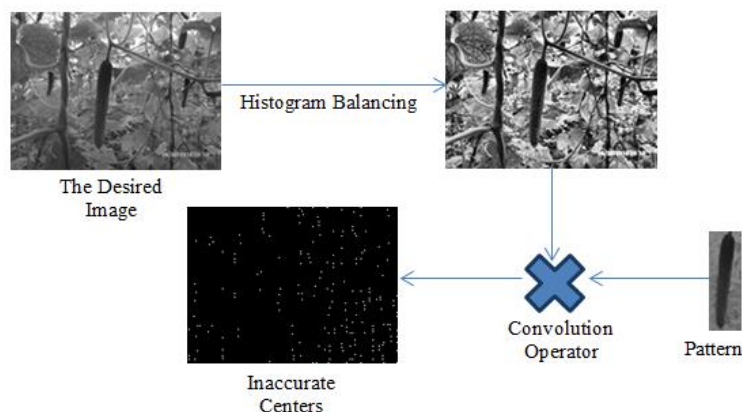 Histogram Balancing
The Desired
Image
Convolution
Operator
Pattern
Inaccurate
Centers